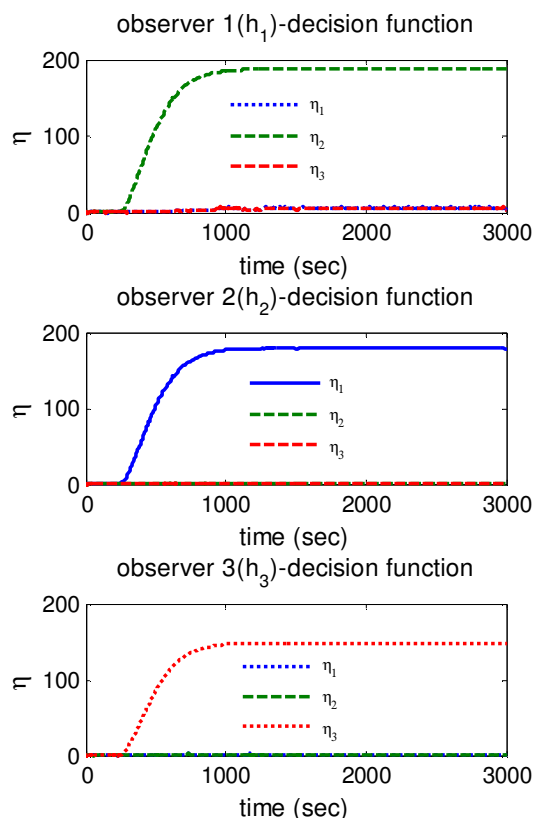 observer 1(h₁)-decision function
200
100
0
η
η₁
η₂
η₃
0 1000 2000 3000
time (sec)
observer 2(h₂)-decision function
200
100
0
η
η₁
η₂
η₃
0 1000 2000 3000
time (sec)
observer 3(h₃)-decision function
200
100
0
η
η₁
η₂
η₃
0 1000 2000 3000
time (sec)